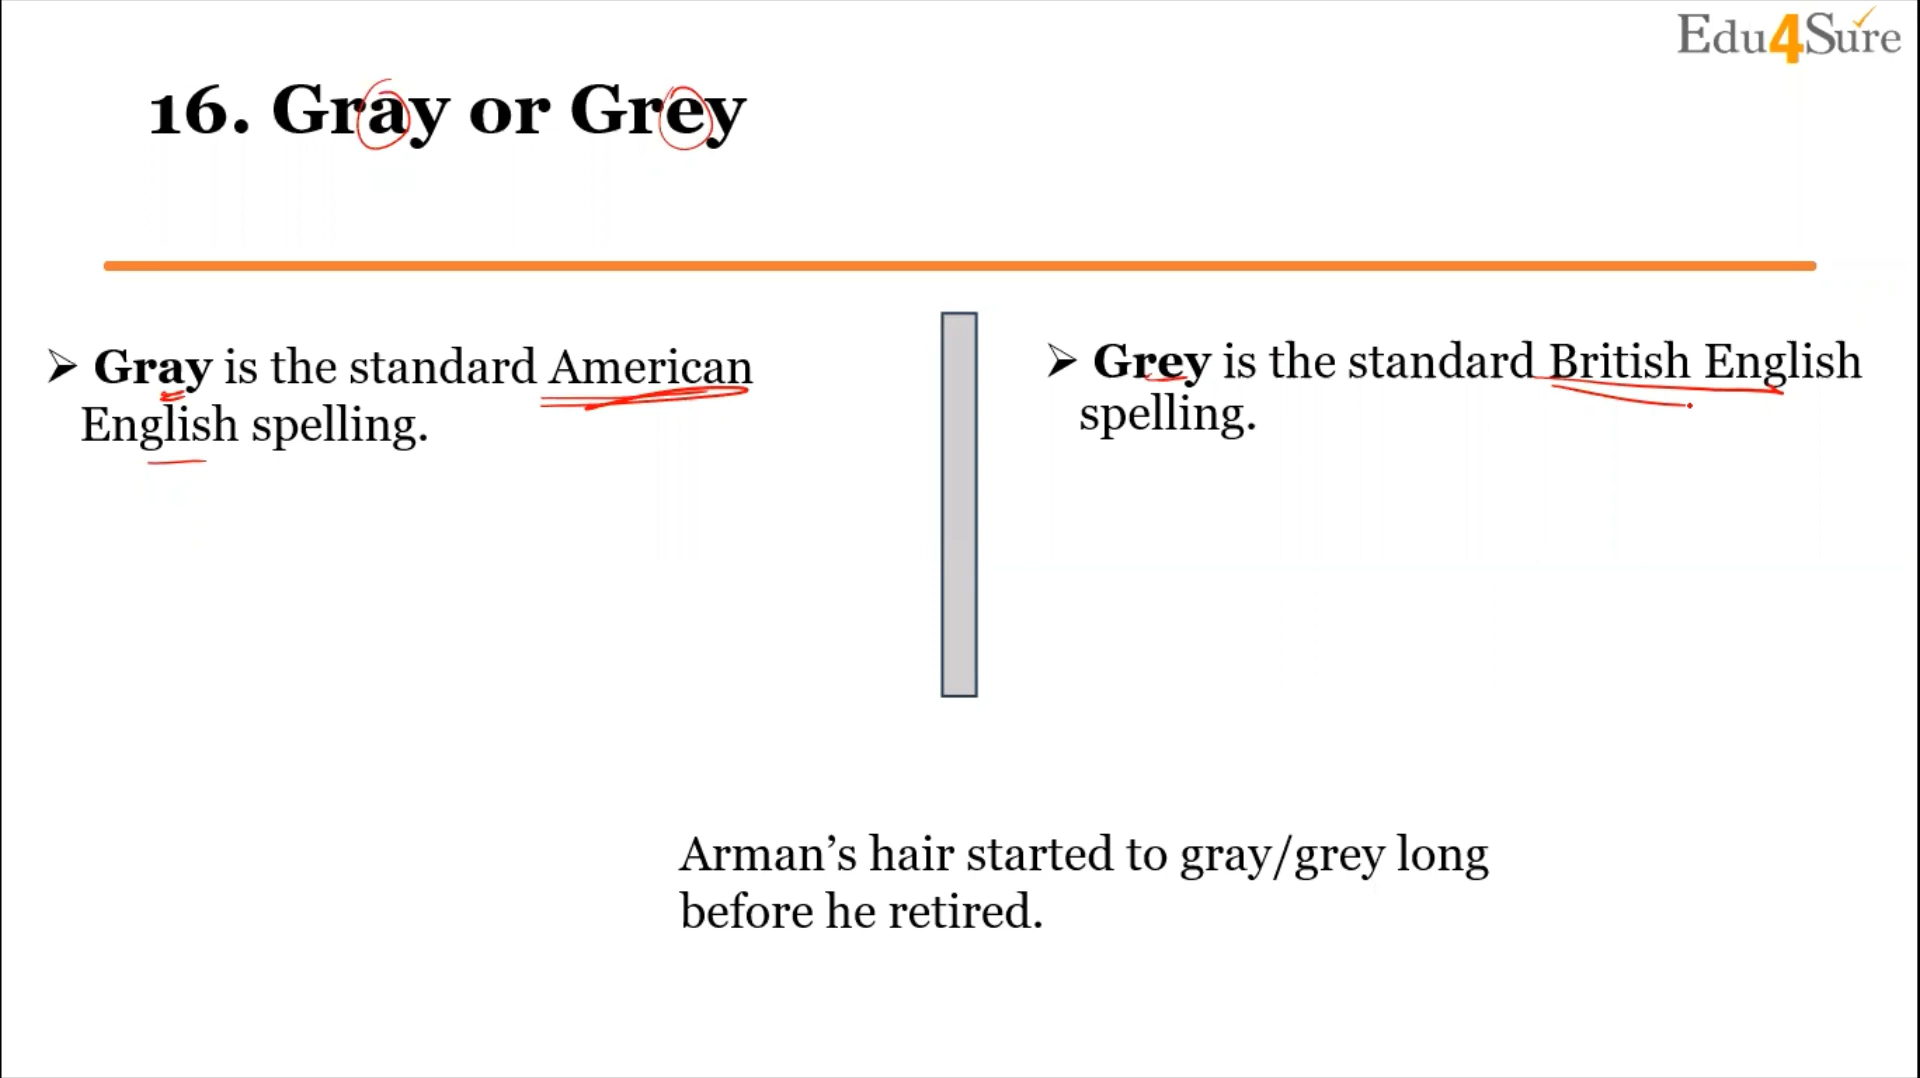 Edu4Sure
16. Gray or Grey
➢ Gray is the standard American
English spelling.
➢ Grey is the standard British English
spelling.
Arman’s hair started to gray/grey long
before he retired.